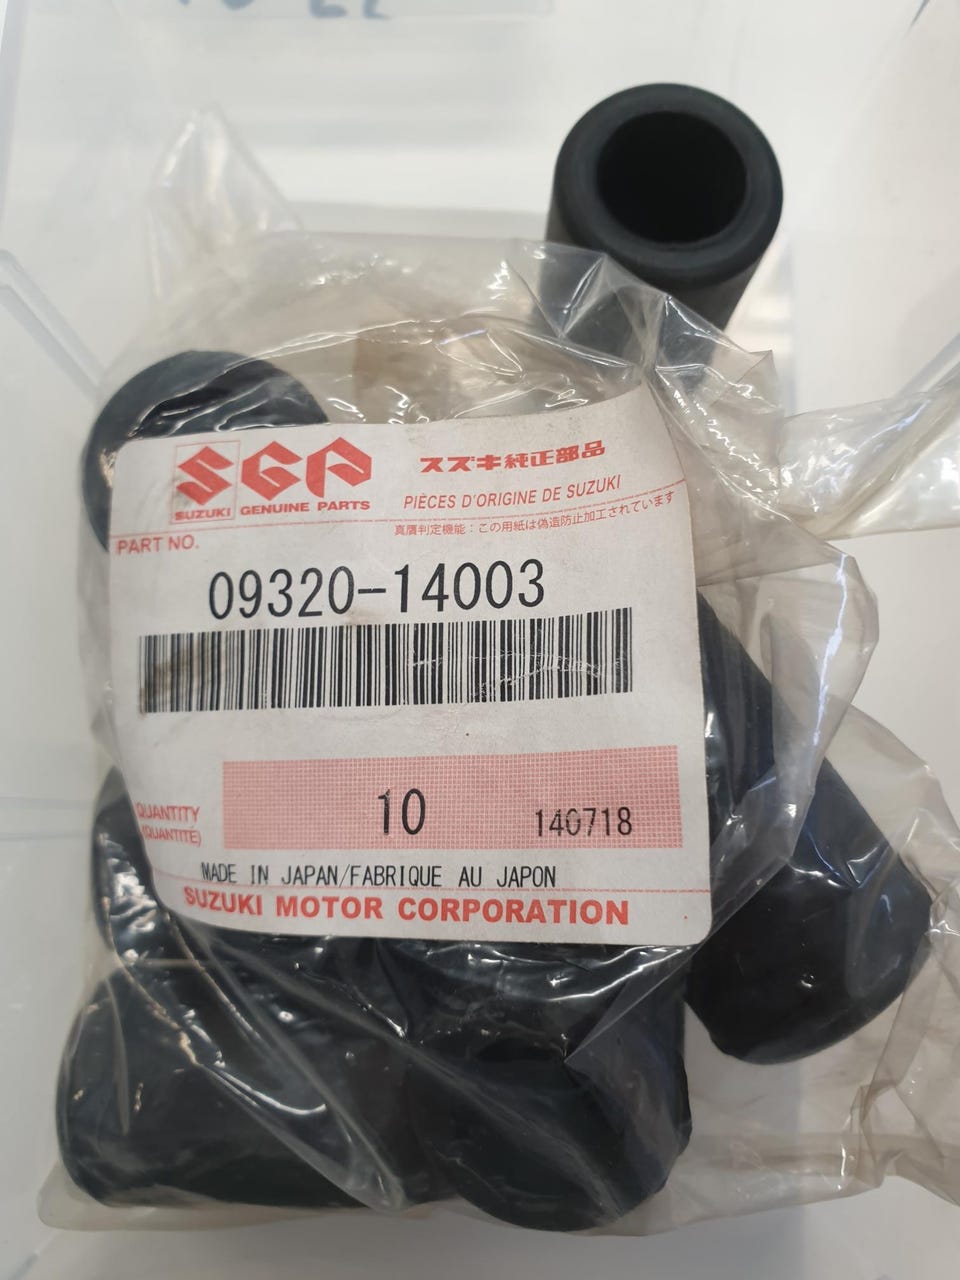 SGP
SUZUKI GENUINE PARTS
スズキ純正部品
PIÈCES D'ORIGINE DE SUZUKI
真贋判定機能：この用紙は偽造防止加工されています
PART NO.
09320-14003
QUANTITY
(QUANTITÉ)
10
140718
MADE IN JAPAN/FABRIQUE AU JAPON
SUZUKI MOTOR CORPORATION